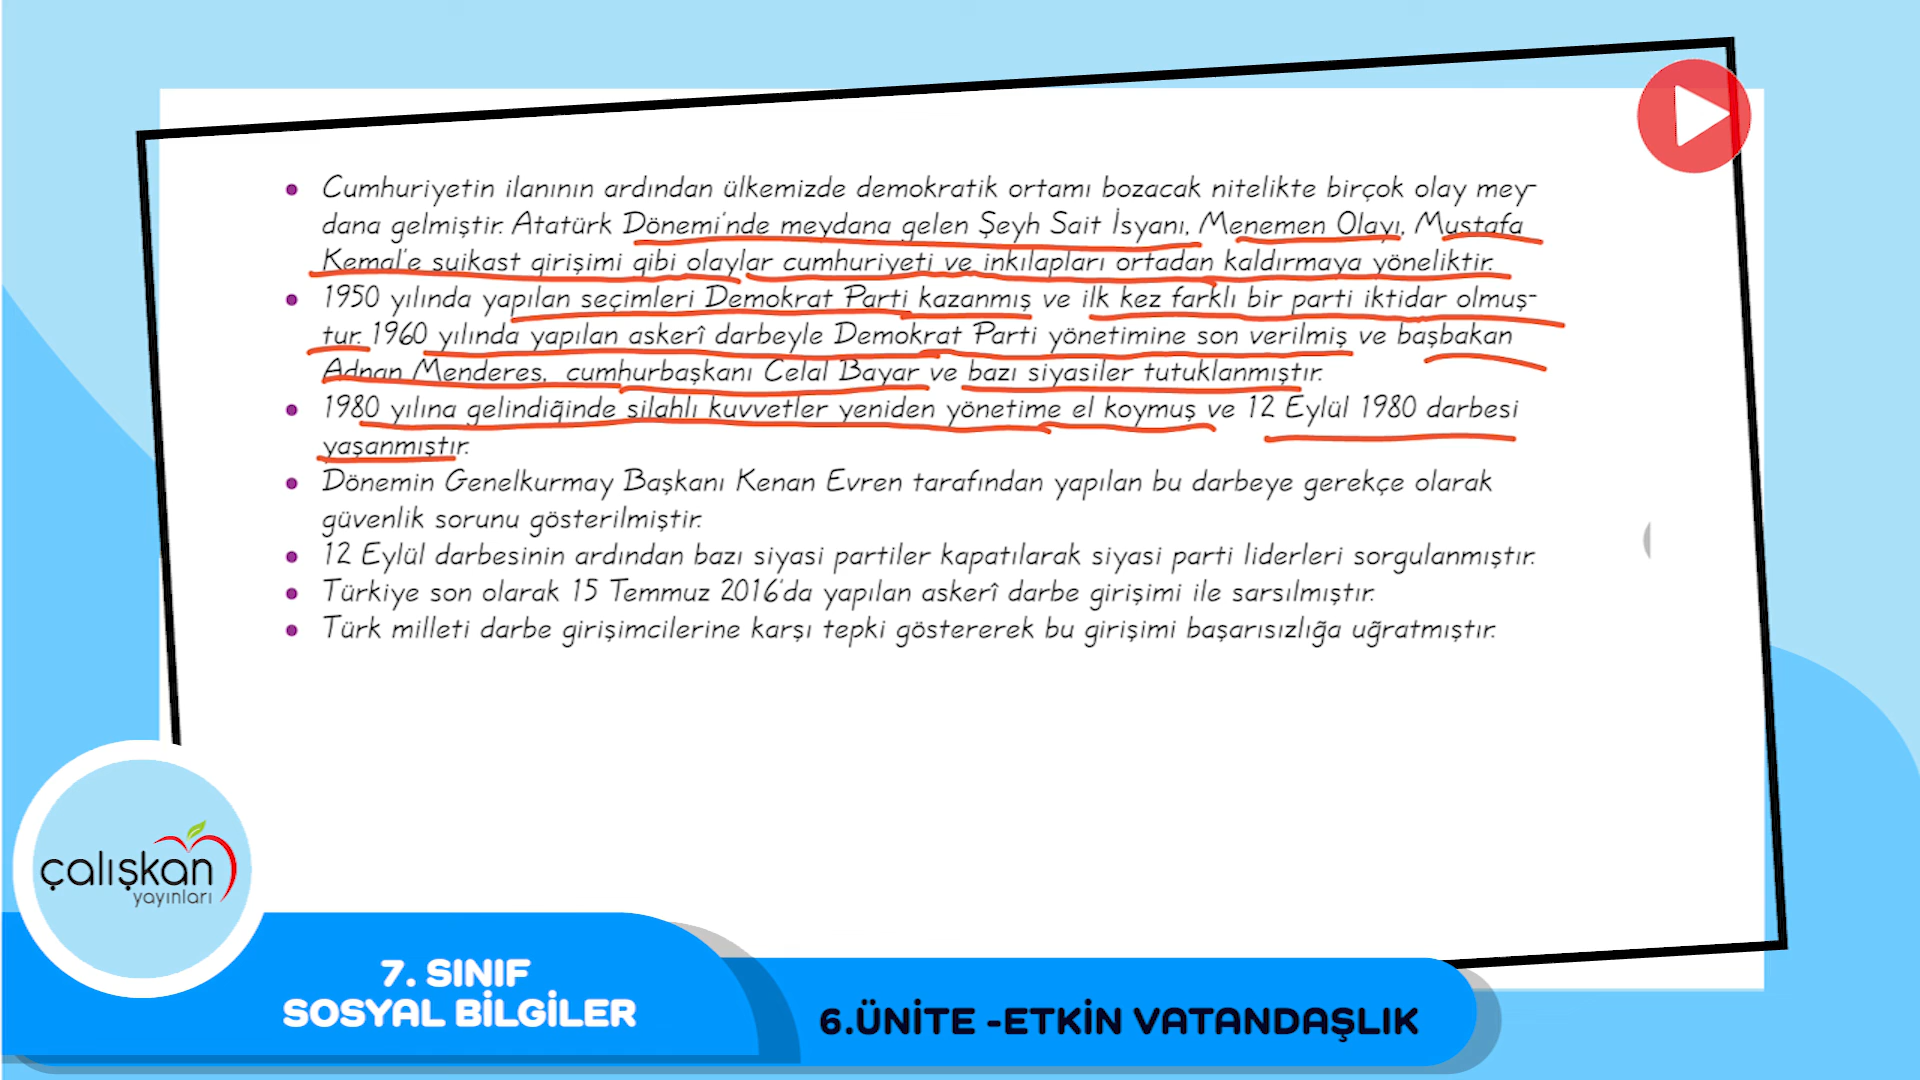 • Cumhuriyetin ilanının ardından ülkemizde demokratik ortamı bozacak nitelikte birçok olay mey-
dana gelmiştir. Atatürk Dönemi'nde meydana gelen Şeyh Sait İsyanı, Menemen Olayı, Mustafa
Kemal'e suikast girişimi gibi olaylar cumhuriyeti ve inkılapları ortadan kaldırmaya yöneliktir.
• 1950 yılında yapılan seçimleri Demokrat Parti kazanmış ve ilk kez farklı bir parti iktidar olmuş-
tur. 1960 yılında yapılan askerî darbeyle Demokrat Parti yönetimine son verilmiş ve başbakan
Adnan Menderes, cumhurbaşkanı Celal Bayar ve bazı siyasiler tutuklanmıştır.
• 1980 yılına gelindiğinde silahlı kuvvetler yeniden yönetime el koymuş ve 12 Eylül 1980 darbesi
yaşanmıştır.
• Dönemin Genelkurmay Başkanı Kenan Evren tarafından yapılan bu darbeye gerekçe olarak
güvenlik sorunu gösterilmiştir.
• 12 Eylül darbesinin ardından bazı siyasi partiler kapatılarak siyasi parti liderleri sorgulanmıştır.
• Türkiye son olarak 15 Temmuz 2016'da yapılan askerî darbe girişimi ile sarsılmıştır.
• Türk milleti darbe girişimcilerine karşı tepki göstererek bu girişimi başarısızlığa uğratmıştır.
çalışkan
yayınları
7. SINIF
SOSYAL BİLGİLER
6.ÜNİTE -ETKİN VATANDAŞLIK